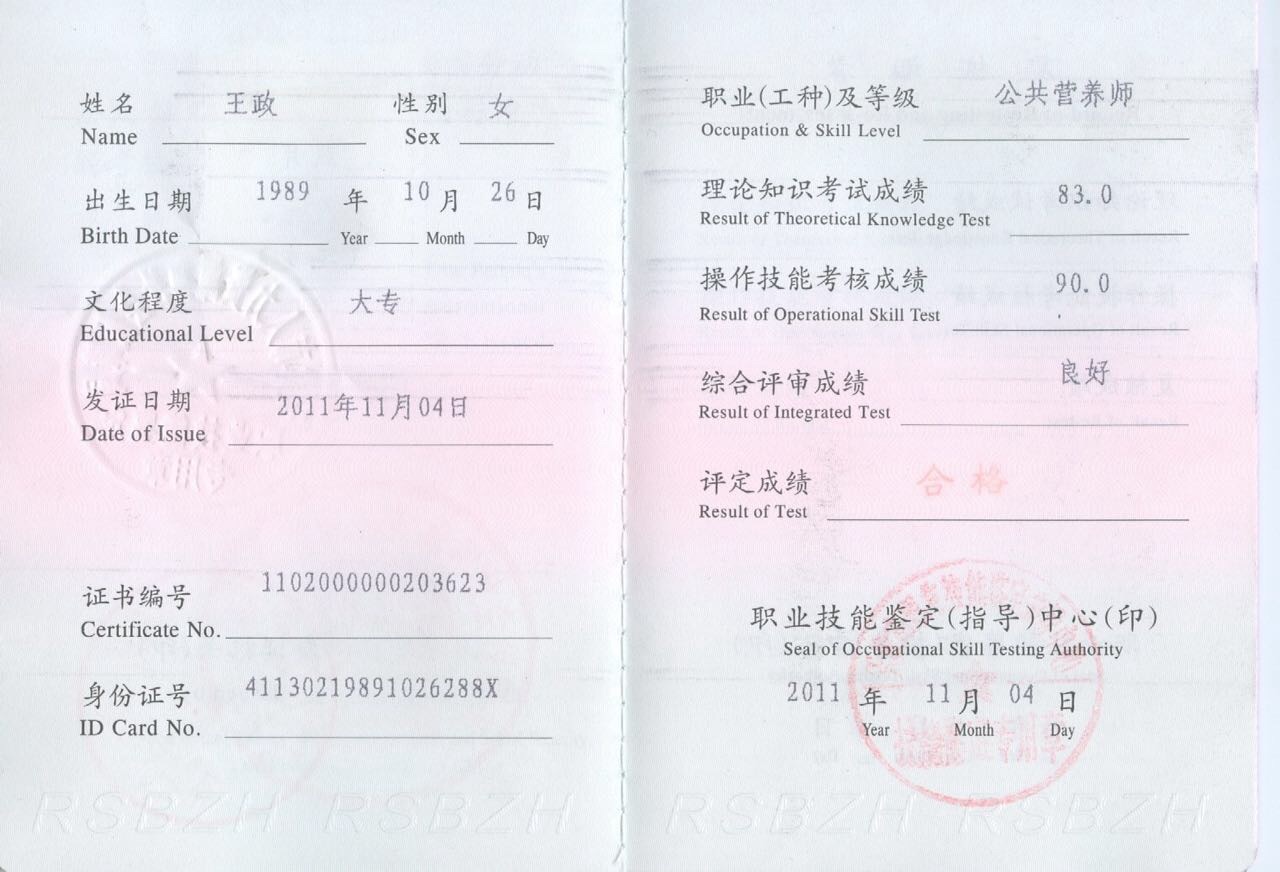 姓名 王政 性别 女
Name Sex
出生日期 1989 年 10 月 26 日
Birth Date Year Month Day
文化程度 大专
Educational Level
发证日期 2011年11月04日
Date of Issue
证书编号 1102000000203623
Certificate No.
身份证号 41130219891026288X
ID Card No.
RSBZH RSBZH
职业(工种)及等级 公共营养师
Occupation & Skill Level
理论知识考试成绩 83.0
Result of Theoretical Knowledge Test
操作技能考核成绩 90.0
Result of Operational Skill Test
综合评审成绩 良好
Result of Integrated Test
评定成绩 合格
Result of Test
职业技能鉴定(指导)中心(印)
Seal of Occupational Skill Testing Authority
2011 年 11 月 04 日
Year Month Day
RSBZH RSBZH